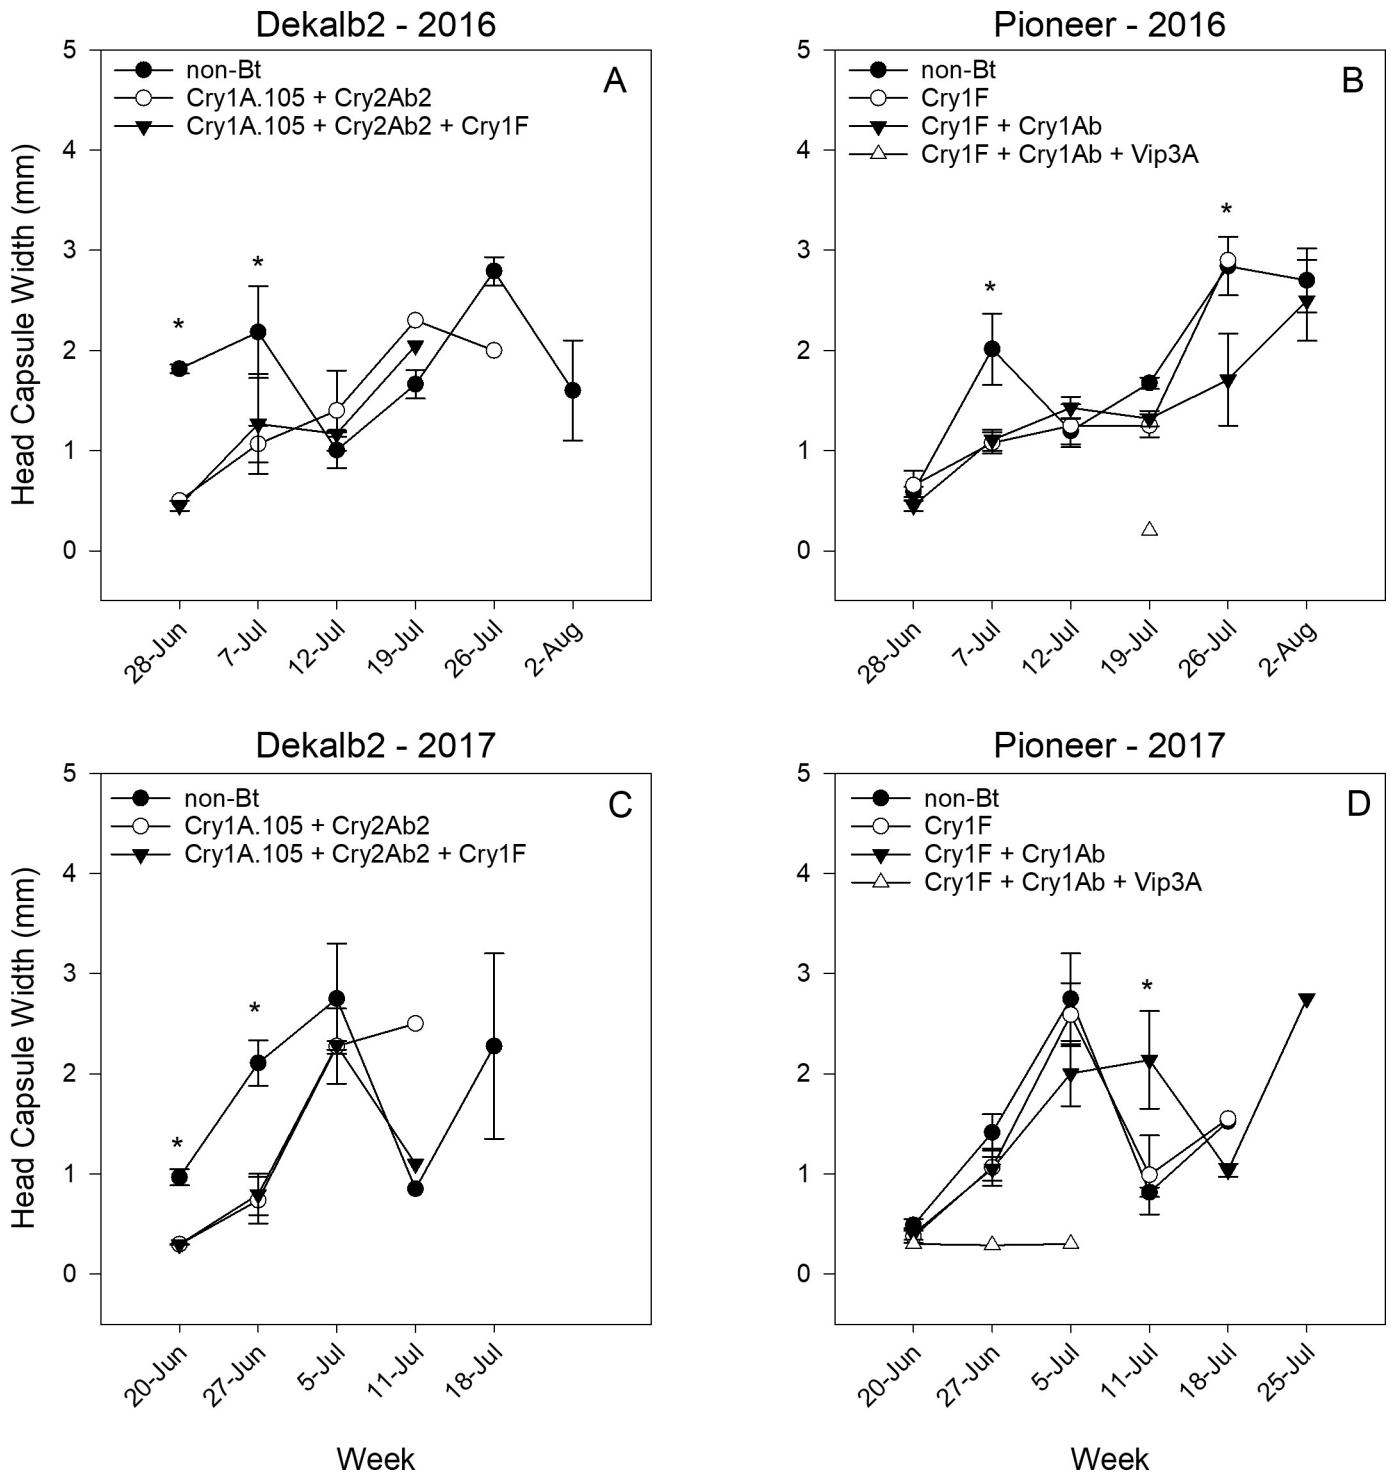 Dekalb2 - 2016
A
non-Bt
Cry1A.105 + Cry2Ab2
Cry1A.105 + Cry2Ab2 + Cry1F
Head Capsule Width (mm)
5
4
3
2
1
0
*
*
28-Jun
7-Jul
12-Jul
19-Jul
26-Jul
2-Aug
Pioneer - 2016
B
non-Bt
Cry1F
Cry1F + Cry1Ab
Cry1F + Cry1Ab + Vip3A
5
4
3
2
1
0
*
*
28-Jun
7-Jul
12-Jul
19-Jul
26-Jul
2-Aug
Dekalb2 - 2017
C
non-Bt
Cry1A.105 + Cry2Ab2
Cry1A.105 + Cry2Ab2 + Cry1F
Head Capsule Width (mm)
5
4
3
2
1
0
*
*
20-Jun
27-Jun
5-Jul
11-Jul
18-Jul
Week
Pioneer - 2017
D
non-Bt
Cry1F
Cry1F + Cry1Ab
Cry1F + Cry1Ab + Vip3A
5
4
3
2
1
0
*
20-Jun
27-Jun
5-Jul
11-Jul
18-Jul
25-Jul
Week